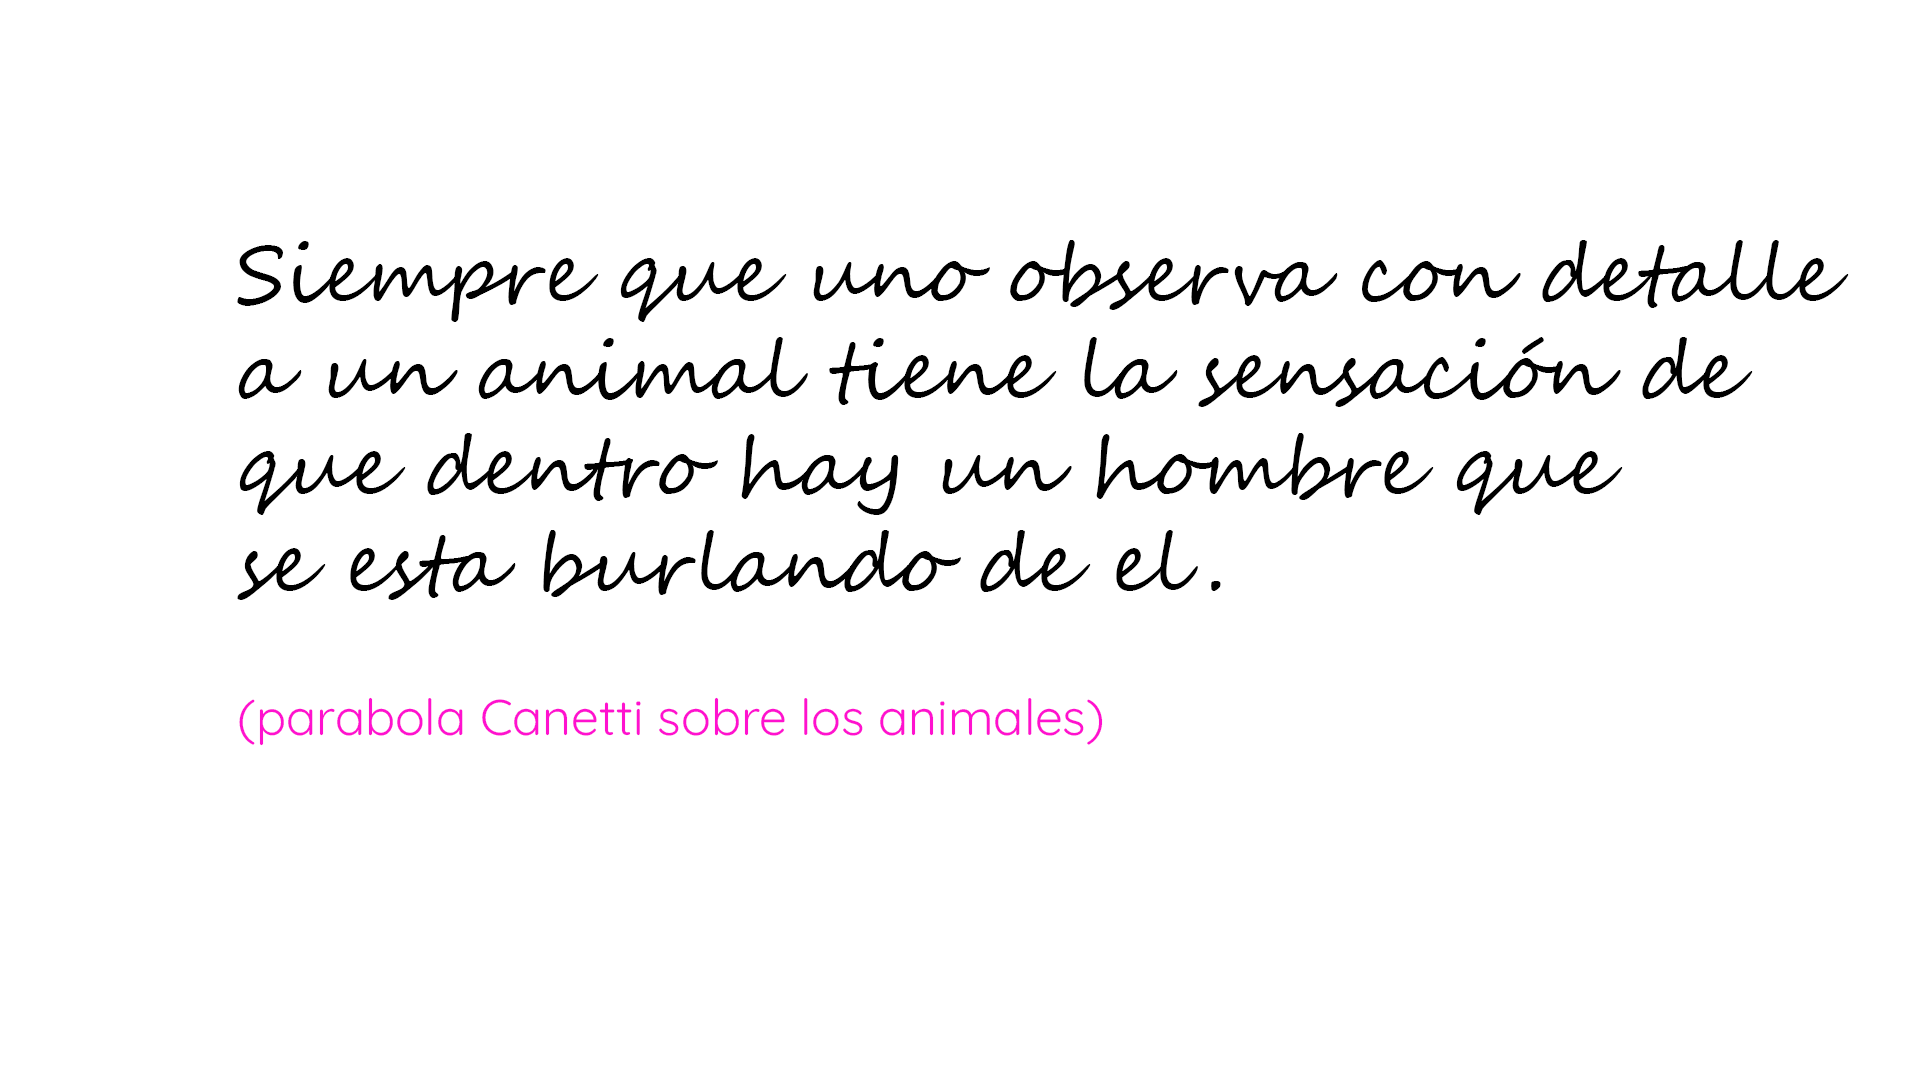 Siempre que uno observa con detalle
a un animal tiene la sensación de
que dentro hay un hombre que
se esta burlando de el.
(parabola Canetti sobre los animales)